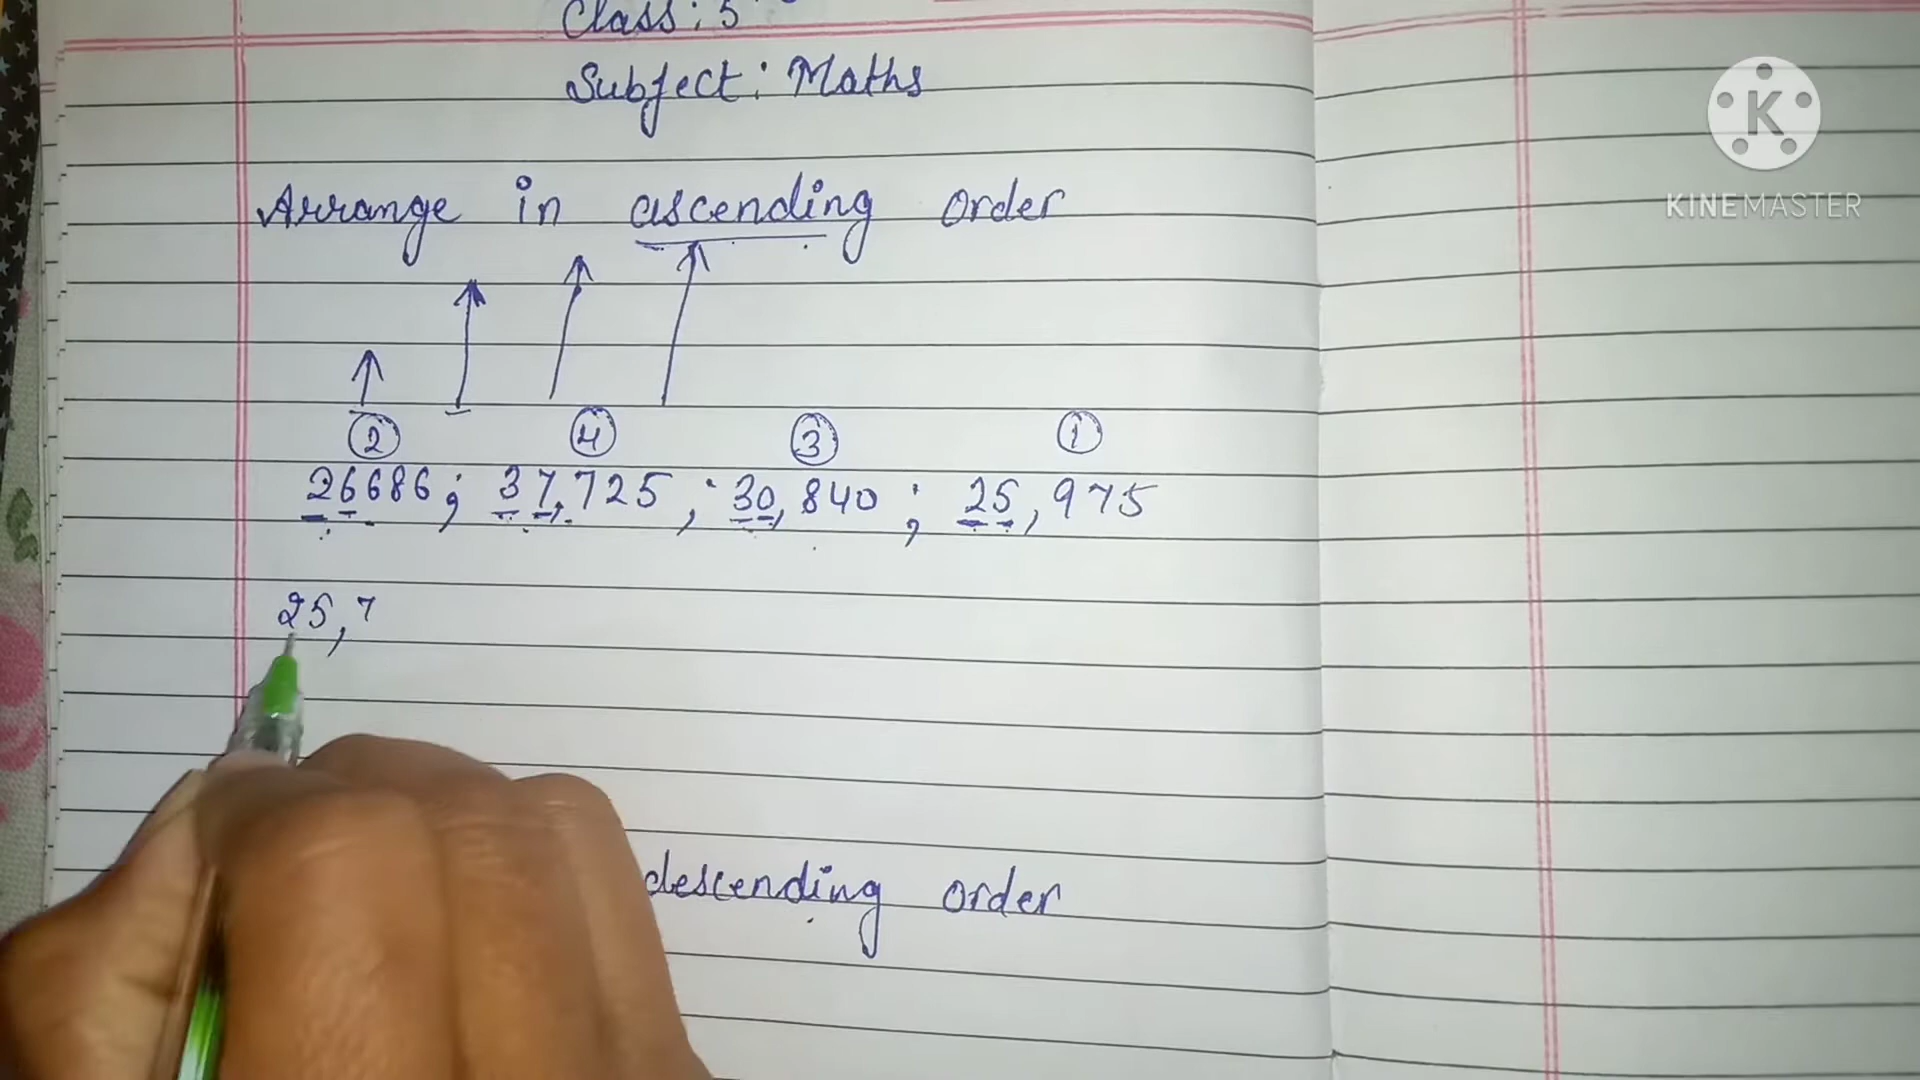 Class: 5
Subject: Maths
K
KINEMASTER
Arrange in ascending order
2 4 3 1
26686; 37,725; 30,840; 25,975
25,7
descending order